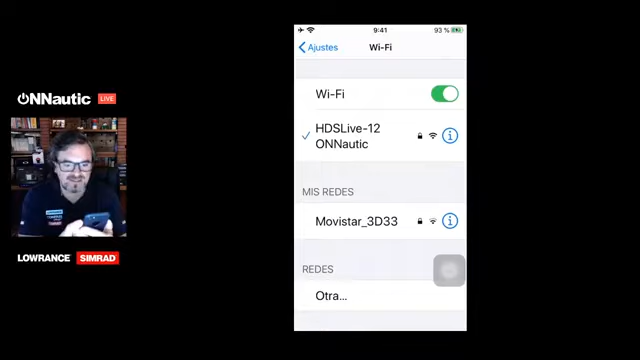 9:41
93 %
Ajustes
Wi-Fi
Wi-Fi
HDSLive-12
ONNautic
MIS REDES
Movistar_3D33
REDES
Otra...
ONNautic LIVE
LOWRANCE SIMRAD